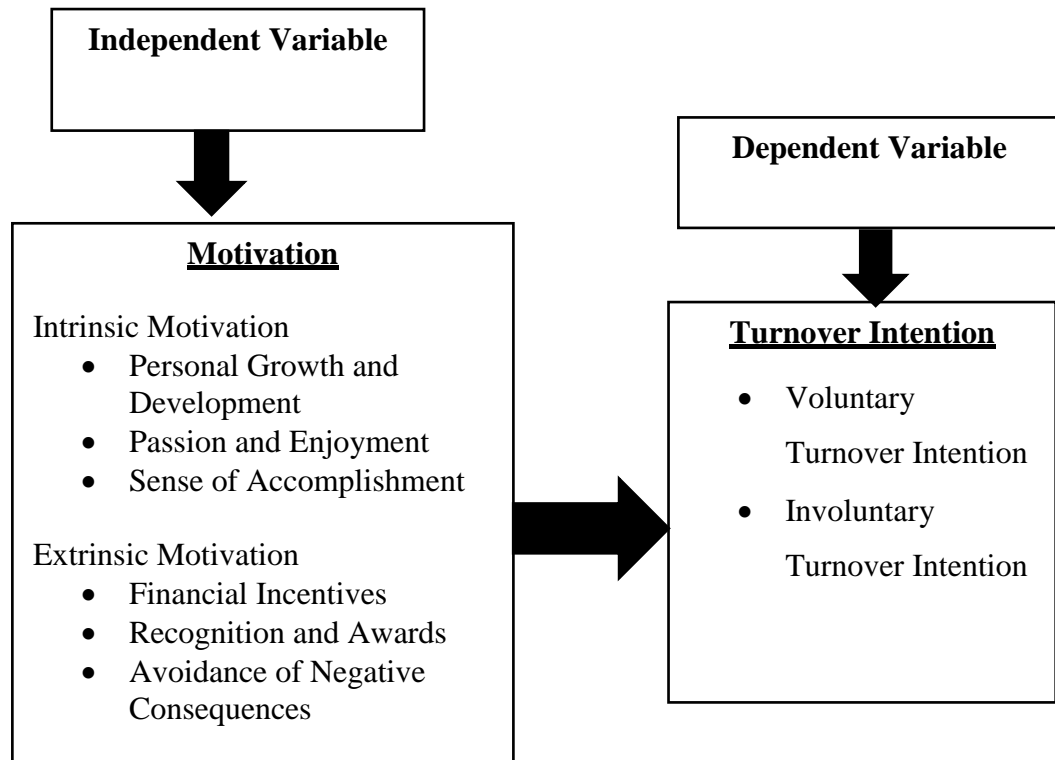 Independent Variable
Dependent Variable
Motivation
Intrinsic Motivation
• Personal Growth and
Development
• Passion and Enjoyment
• Sense of Accomplishment
Extrinsic Motivation
• Financial Incentives
• Recognition and Awards
• Avoidance of Negative
Consequences
Turnover Intention
• Voluntary
Turnover Intention
• Involuntary
Turnover Intention